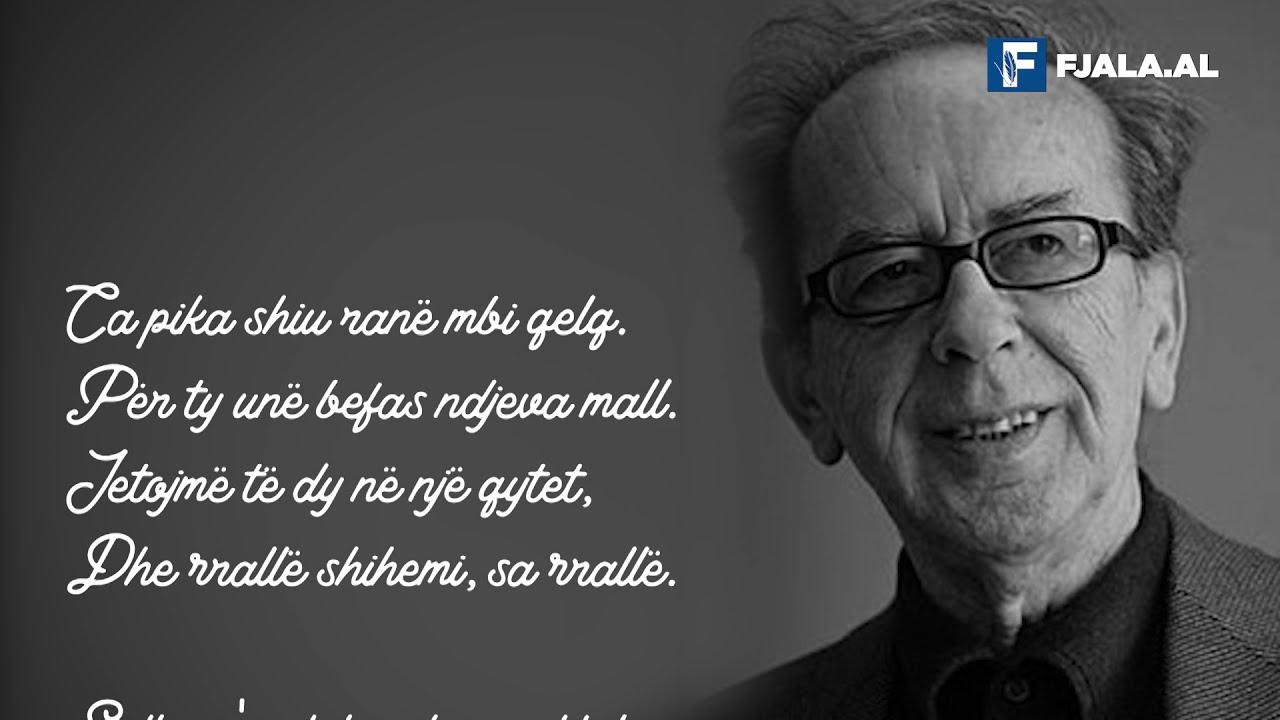 FJALA.AL
Ca pika shiu ranë mbi qelq.
Për ty unë befas ndjeva mall.
Jetojmë të dy në një qytet,
Dhe rrallë shihemi, sa rrallë.